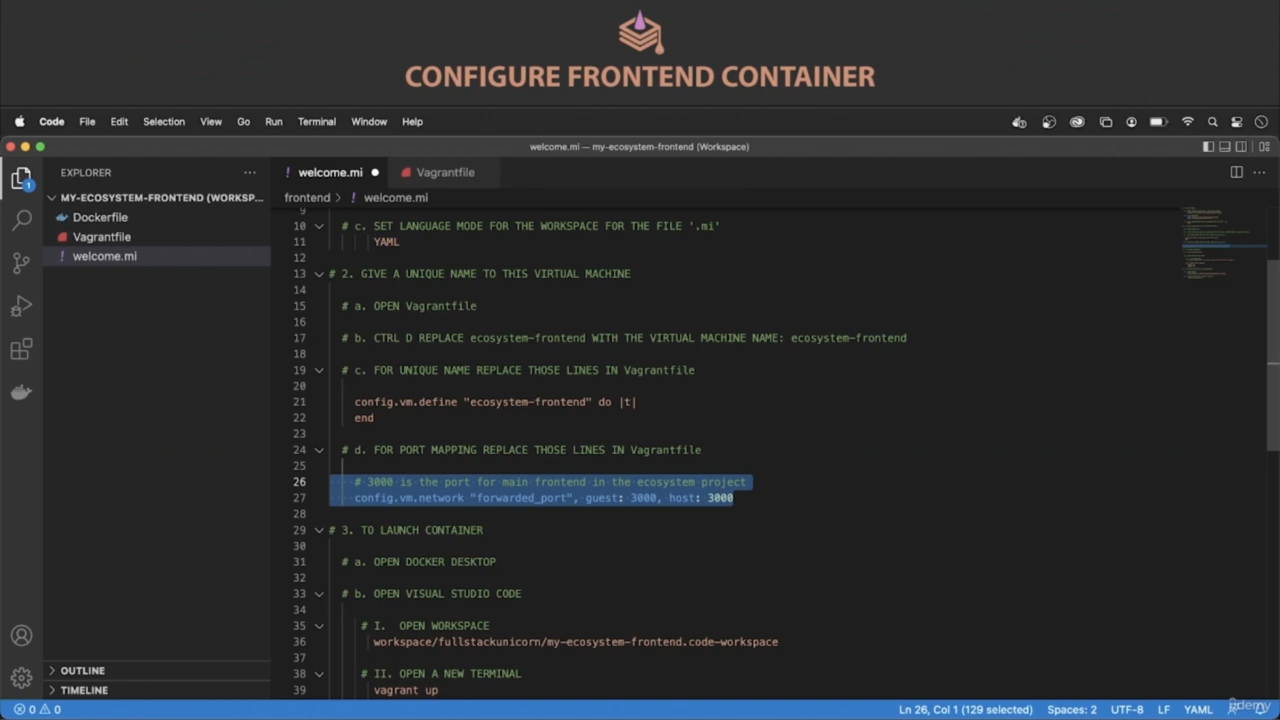 CONFIGURE FRONTEND CONTAINER
Code File Edit Selection View Go Run Terminal Window Help
welcome.mi — my-ecosystem-frontend (Workspace)
EXPLORER
MY-ECOSYSTEM-FRONTEND (WORKSP...
Dockerfile
Vagrantfile
! welcome.mi
OUTLINE
TIMELINE
1
! welcome.mi Vagrantfile
frontend > ! welcome.mi
9
10 # c. SET LANGUAGE MODE FOR THE WORKSPACE FOR THE FILE '.mi'
11 YAML
12
13 # 2. GIVE A UNIQUE NAME TO THIS VIRTUAL MACHINE
14
15 # a. OPEN Vagrantfile
16
17 # b. CTRL D REPLACE ecosystem-frontend WITH THE VIRTUAL MACHINE NAME: ecosystem-frontend
18
19 # c. FOR UNIQUE NAME REPLACE THOSE LINES IN Vagrantfile
20
21 config.vm.define "ecosystem-frontend" do |t|
22 end
23
24 # d. FOR PORT MAPPING REPLACE THOSE LINES IN Vagrantfile
25
26 # 3000 is the port for main frontend in the ecosystem project
27 config.vm.network "forwarded_port", guest: 3000, host: 3000
28
29 # 3. TO LAUNCH CONTAINER
30
31 # a. OPEN DOCKER DESKTOP
32
33 # b. OPEN VISUAL STUDIO CODE
34
35 # I. OPEN WORKSPACE
36 workspace/fullstackunicorn/my-ecosystem-frontend.code-workspace
37
38 # II. OPEN A NEW TERMINAL
39 vagrant up
0 0 Ln 26, Col 1 (129 selected) Spaces: 2 UTF-8 LF YAML
udemy